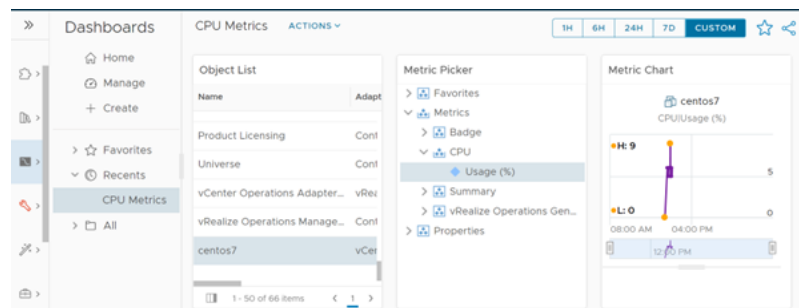 Dashboards
Home
Manage
Create
Favorites
Recents
CPU Metrics
All
CPU Metrics
ACTIONS
1H 6H 24H 7D CUSTOM
Object List
Name Adapt
Product Licensing Cont
Universe Cont
vCenter Operations Adapter... vRea
vRealize Operations Manage... Cont
centos7 vCer
1 - 50 of 66 items
1
Metric Picker
Favorites
Metrics
Badge
CPU
Usage (%)
Summary
vRealize Operations Gen...
Properties
Metric Chart
centos7
CPU|Usage (%)
H: 9
5
L: 0
0
08:00 AM 04:00 PM
12:00 PM